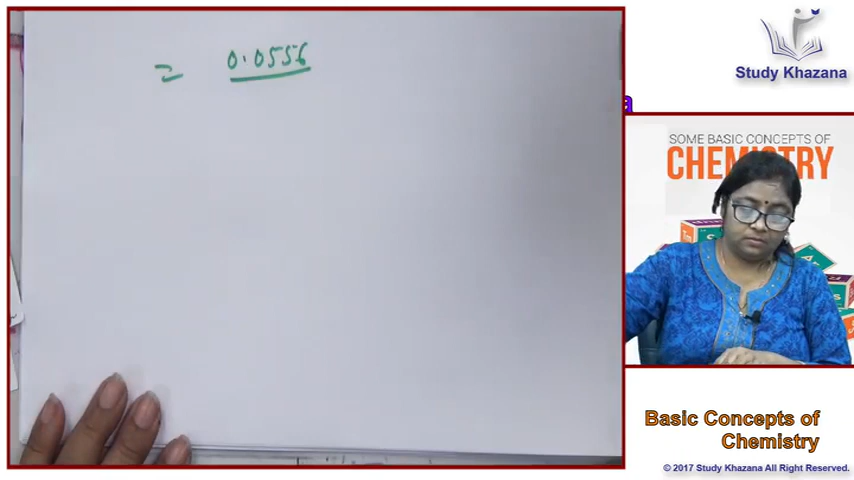 = 0.0556
Study Khazana
a
SOME BASIC CONCEPTS OF
CHEMISTRY
Basic Concepts of
Chemistry
© 2017 Study Khazana All Right Reserved.